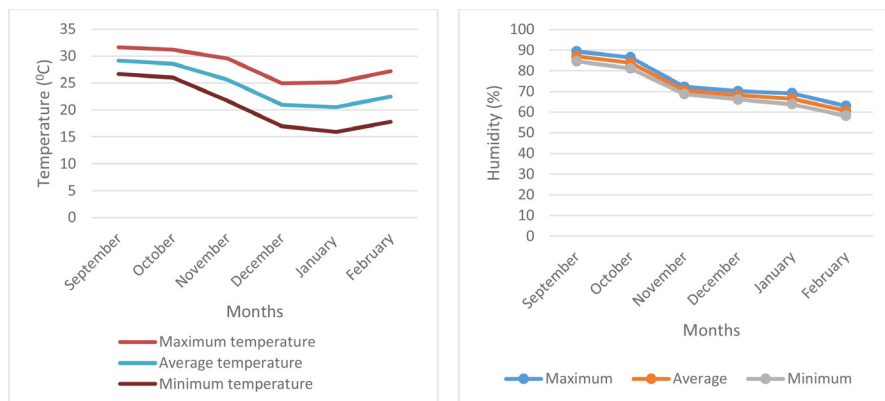 35
30
25
20
15
10
5
0
Temperature (⁰C)
September
October
November
December
January
February
Months
Maximum temperature
Average temperature
Minimum temperature
100
90
80
70
60
50
40
30
20
10
0
Humidity (%)
September
October
November
December
January
February
Months
Maximum Average Minimum